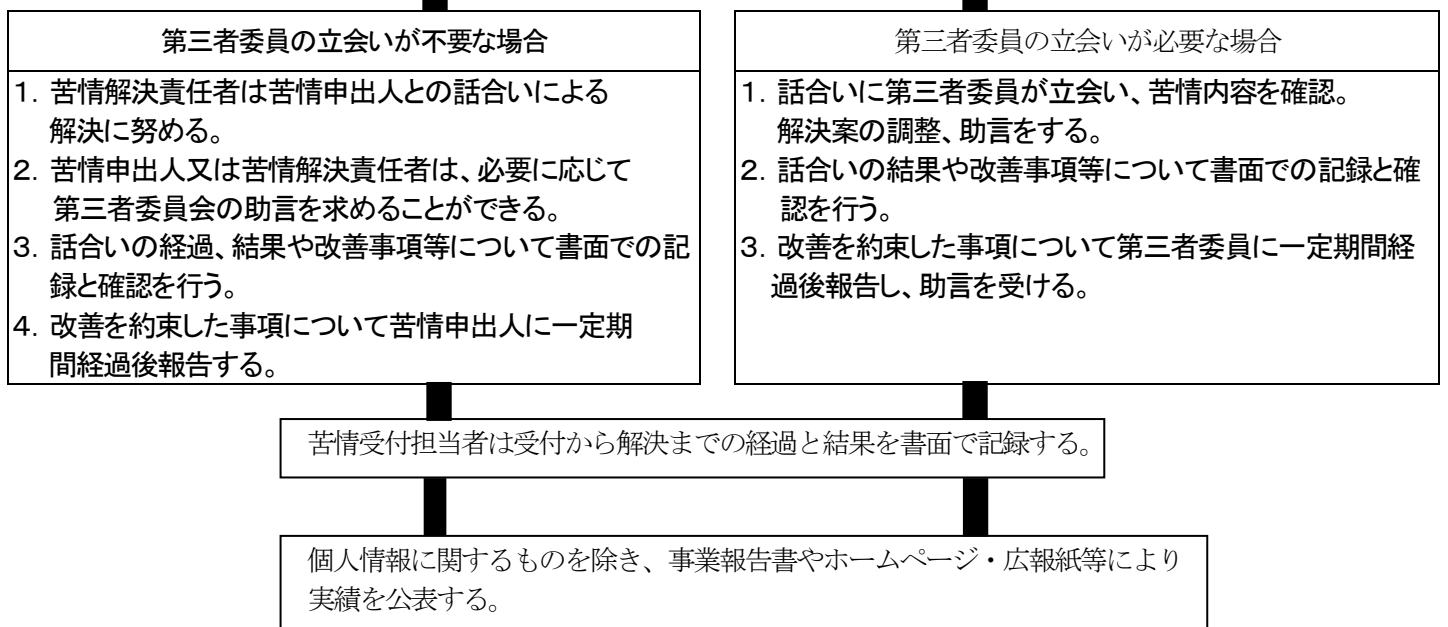 第三者委員の立会いが不要な場合
1．苦情解決責任者は苦情申出人との話合いによる
解決に努める。
2．苦情申出人又は苦情解決責任者は、必要に応じて
第三者委員会の助言を求めることができる。
3．話合いの経過、結果や改善事項等について書面での記
録と確認を行う。
4．改善を約束した事項について苦情申出人に一定期
間経過後報告する。
第三者委員の立会いが必要な場合
1．話合いに第三者委員が立会い、苦情内容を確認。
解決案の調整、助言をする。
2．話合いの結果や改善事項等について書面での記録と確
認を行う。
3．改善を約束した事項について第三者委員に一定期間経
過後報告し、助言を受ける。
苦情受付担当者は受付から解決までの経過と結果を書面で記録する。
個人情報に関するものを除き、事業報告書やホームページ・広報紙等により
実績を公表する。